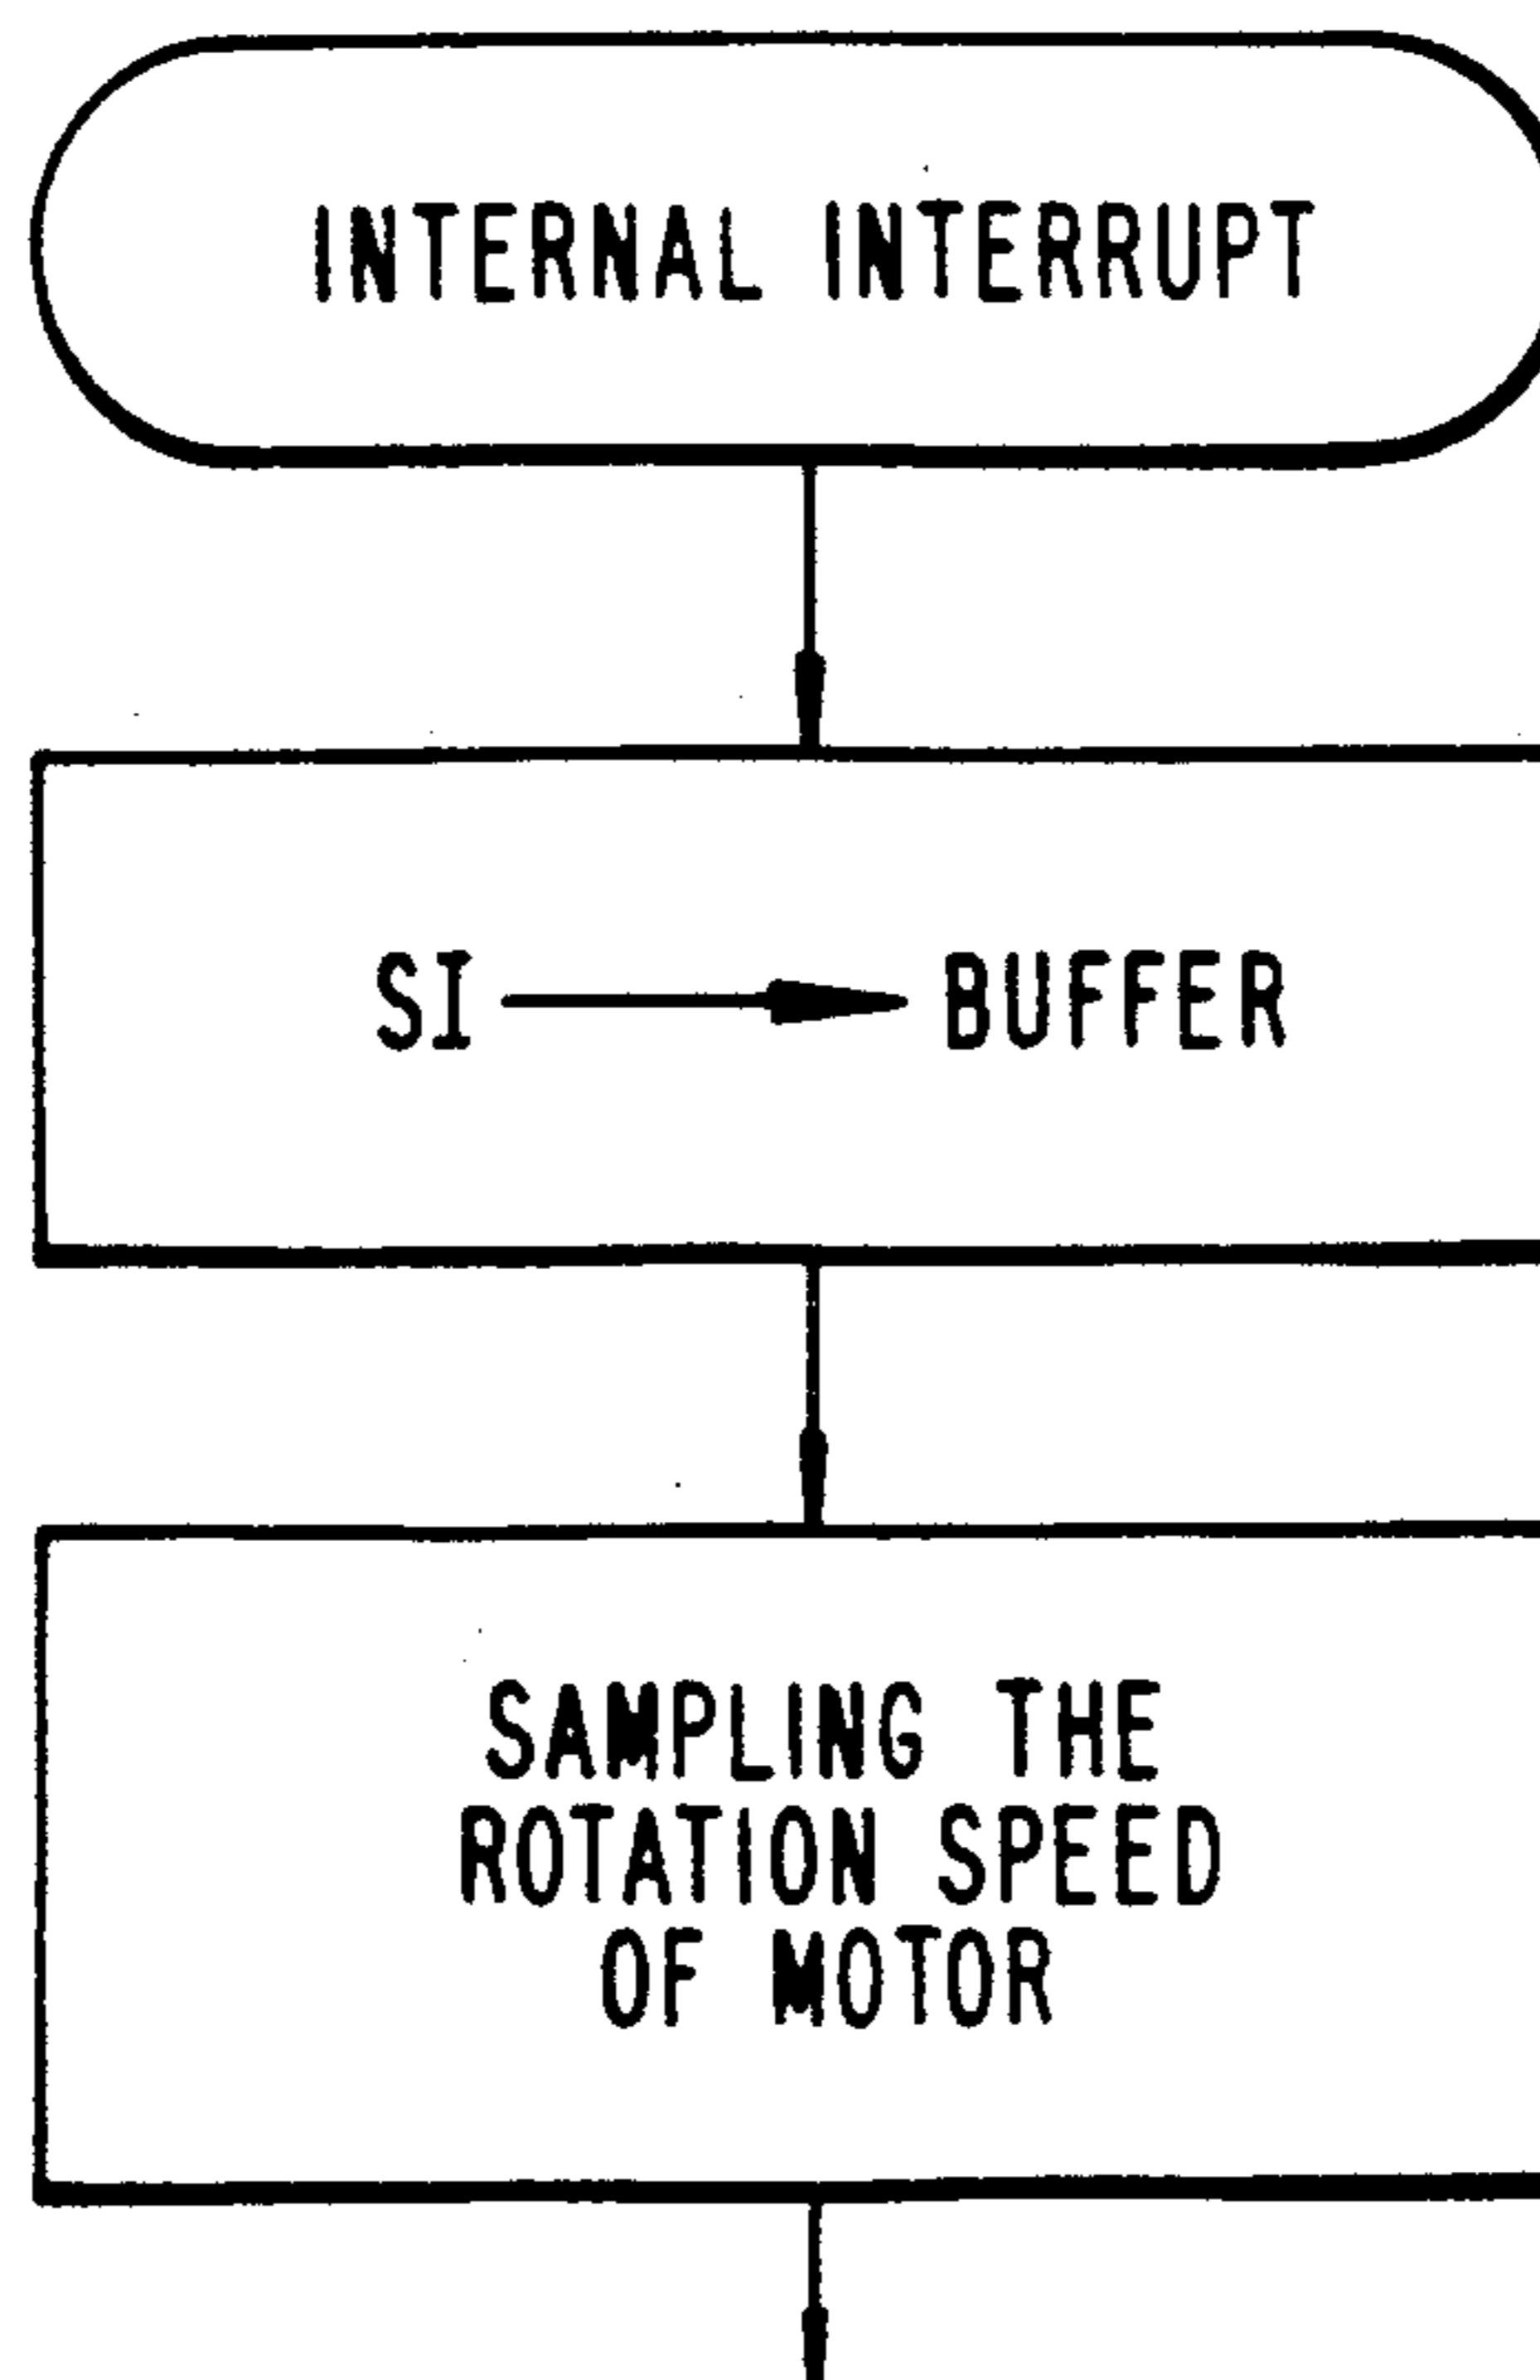 INTERNAL INTERRUPT
SI → BUFFER
SAMPLING THE
ROTATION SPEED
OF MOTOR